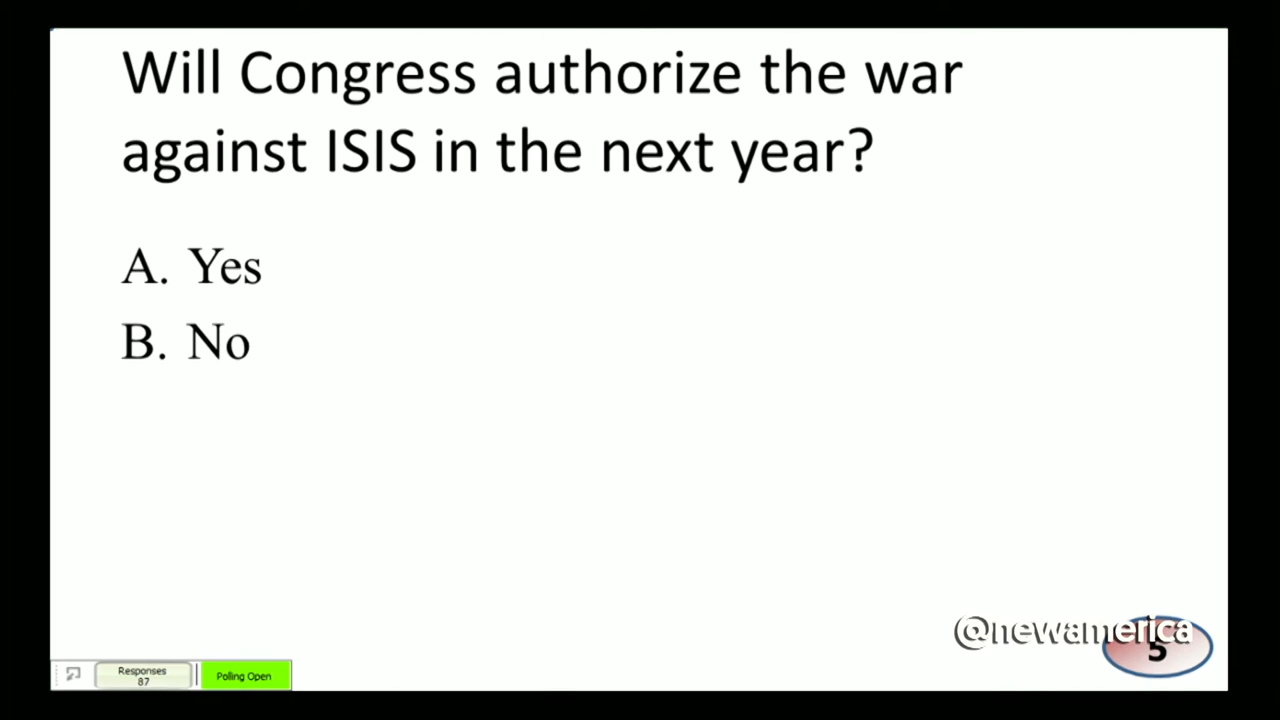 Will Congress authorize the war
against ISIS in the next year?
A. Yes
B. No
@newamerica
5
Responses
87
Polling Open